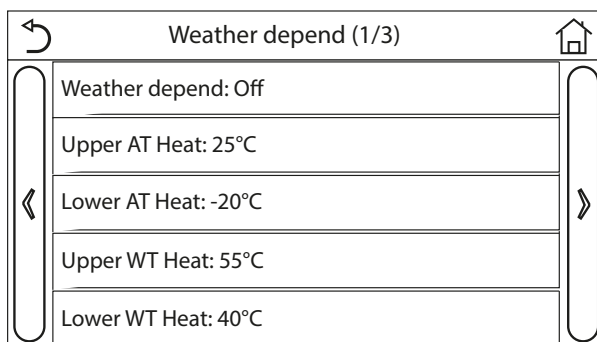 Weather depend (1/3)
Weather depend: Off
Upper AT Heat: 25°C
Lower AT Heat: -20°C
Upper WT Heat: 55°C
Lower WT Heat: 40°C